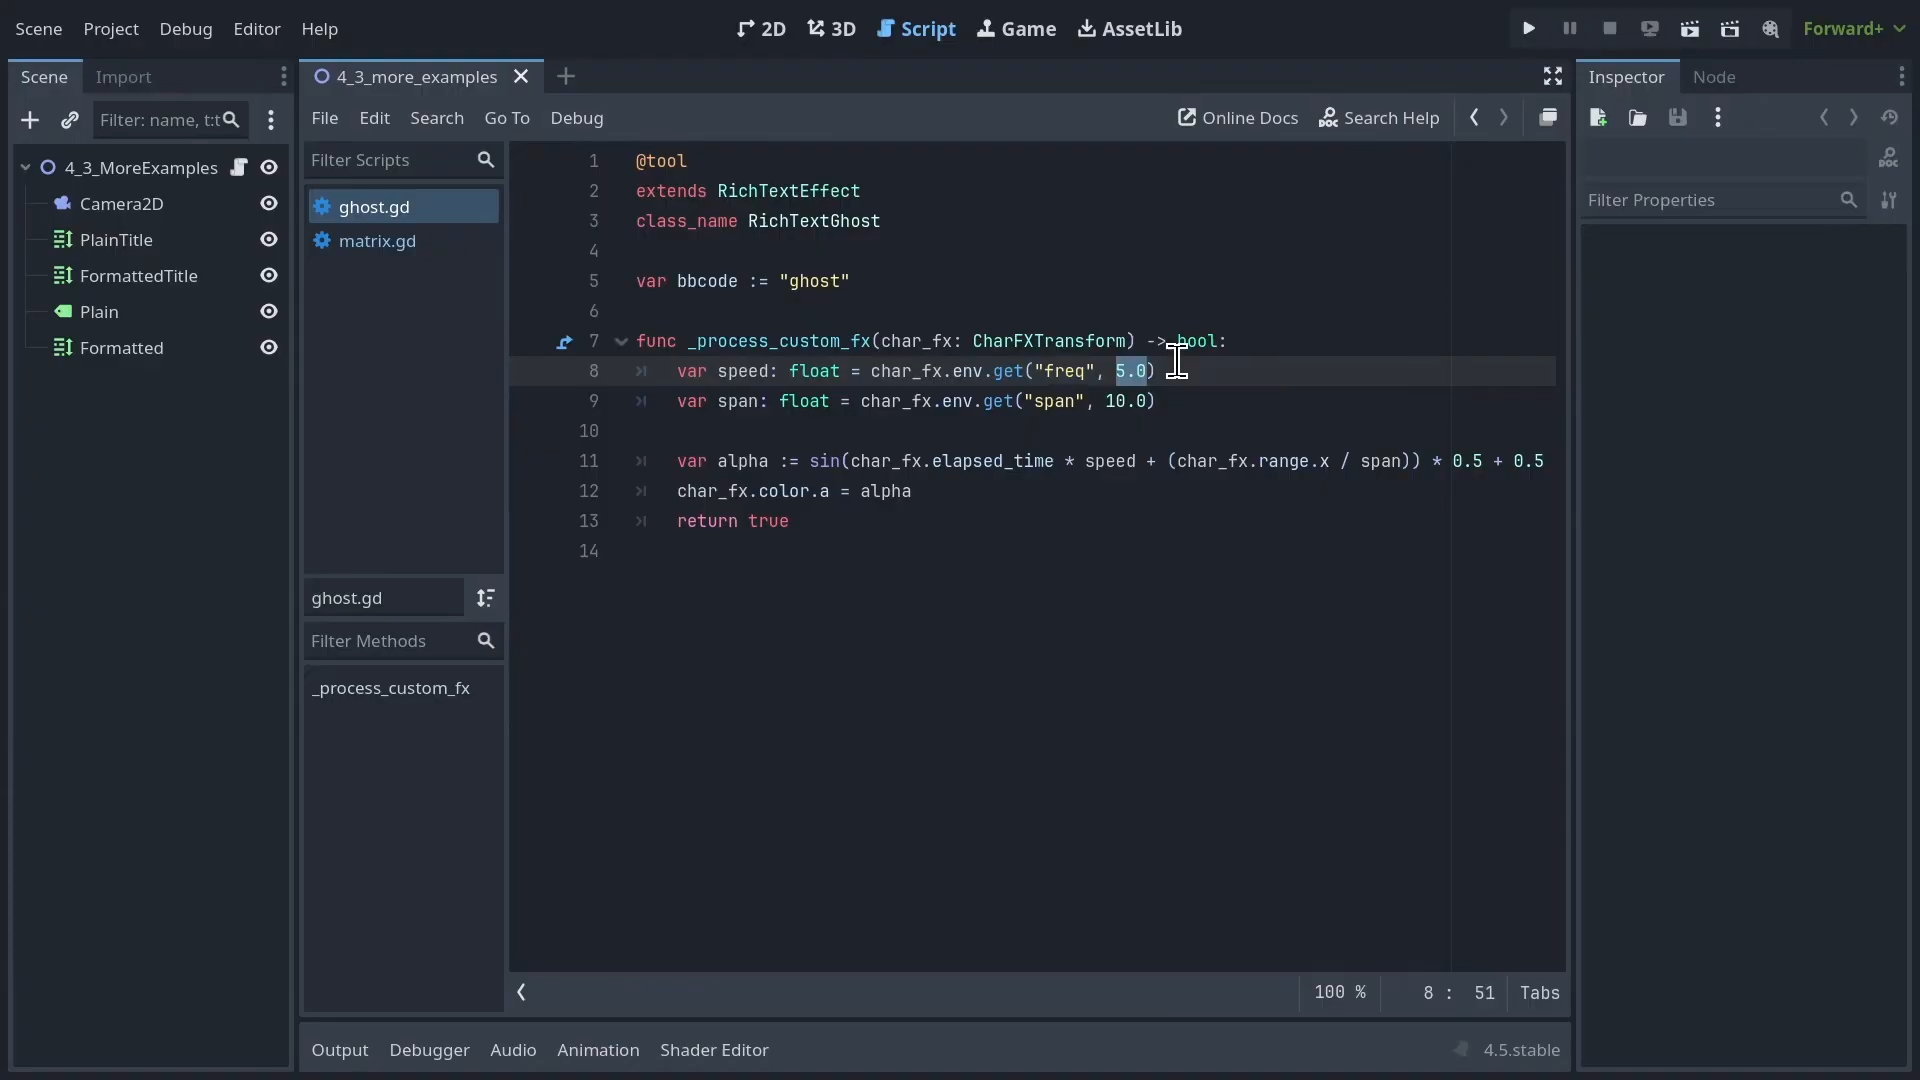 Scene Project Debug Editor Help 2D 3D Script Game AssetLib Forward+
Scene Import
Filter: name, t:t
4_3_MoreExamples
Camera2D
PlainTitle
FormattedTitle
Plain
Formatted
4_3_more_examples
File Edit Search Go To Debug Online Docs Search Help
Filter Scripts
ghost.gd
matrix.gd
ghost.gd
Filter Methods
_process_custom_fx
1 @tool
2 extends RichTextEffect
3 class_name RichTextGhost
4
5 var bbcode := "ghost"
6
7 func _process_custom_fx(char_fx: CharFXTransform) -> bool:
8 var speed: float = char_fx.env.get("freq", 5.0)
9 var span: float = char_fx.env.get("span", 10.0)
10
11 var alpha := sin(char_fx.elapsed_time * speed + (char_fx.range.x / span)) * 0.5 + 0.5
12 char_fx.color.a = alpha
13 return true
14
100 % 8 : 51 Tabs
Output Debugger Audio Animation Shader Editor 4.5.stable
Inspector Node
Filter Properties